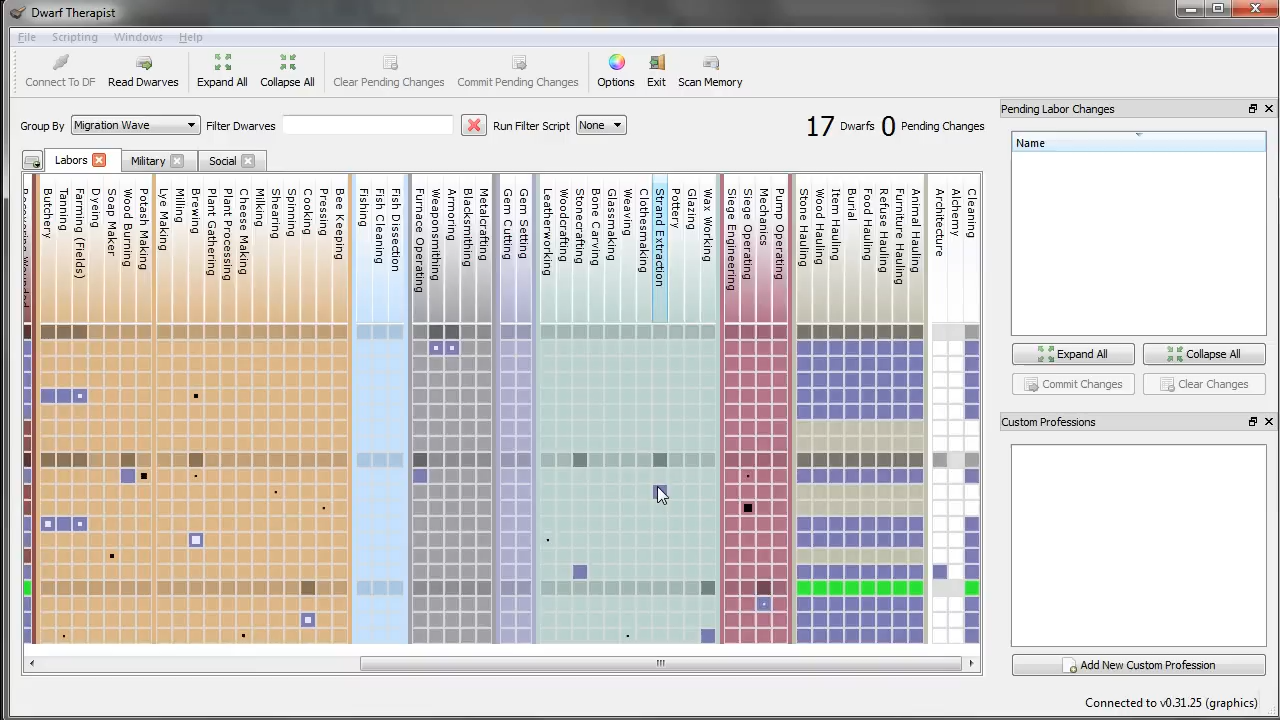 Dwarf Therapist
File Scripting Windows Help
Connect To DF Read Dwarves Expand All Collapse All Clear Pending Changes Commit Pending Changes Options Exit Scan Memory
Group By Migration Wave Filter Dwarves Run Filter Script None 17 Dwarfs 0 Pending Changes
Labors Military Social
Butchery
Tanning
Farming (Fields)
Dyeing
Soap Maker
Wood Burning
Potash Making
Lye Making
Milling
Brewing
Plant Gathering
Plant Processing
Cheese Making
Milking
Shearing
Spinning
Cooking
Pressing
Bee Keeping
Fishing
Fish Cleaning
Fish Dissection
Furnace Operating
Weaponsmithing
Armoring
Blacksmithing
Metalcrafting
Gem Cutting
Gem Setting
Leatherworking
Woodcrafting
Stonecrafting
Bone Carving
Glassmaking
Weaving
Clothesmaking
Strand Extraction
Pottery
Glazing
Wax Working
Siege Engineering
Siege Operating
Mechanics
Pump Operating
Stone Hauling
Wood Hauling
Item Hauling
Burial
Food Hauling
Refuse Hauling
Furniture Hauling
Animal Hauling
Architecture
Alchemy
Cleaning
Pending Labor Changes
Name
Expand All Collapse All
Commit Changes Clear Changes
Custom Professions
Add New Custom Profession
Connected to v0.31.25 (graphics)